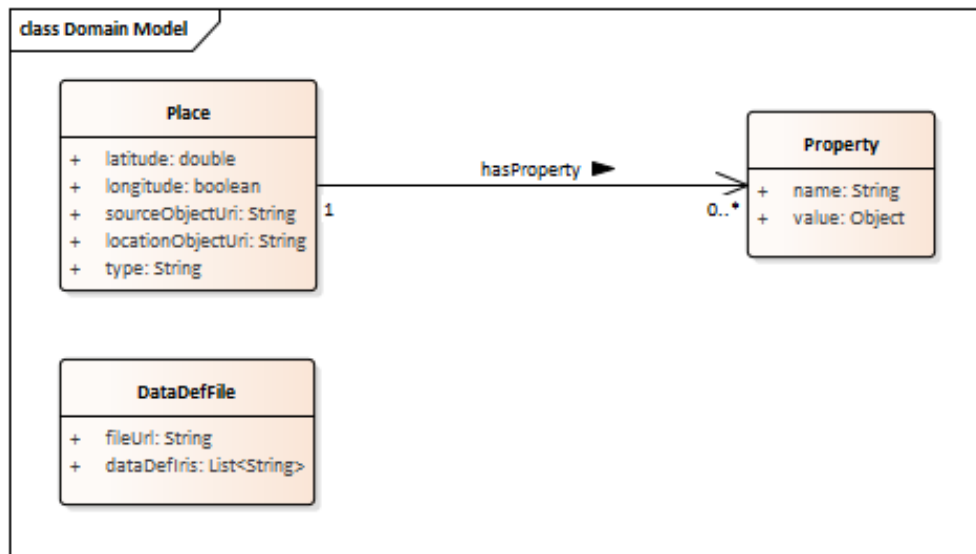 class Domain Model
Place
+ latitude: double
+ longitude: boolean
+ sourceObjectUri: String
+ locationObjectUri: String
+ type: String
hasProperty ►
1
0..*
Property
+ name: String
+ value: Object
DataDefFile
+ fileUrl: String
+ dataDefIris: List<String>